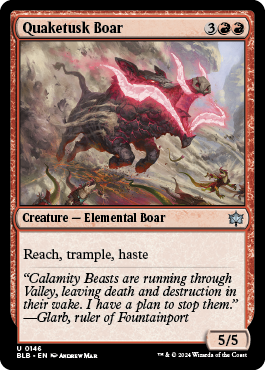 Quaketusk Boar 3
Creature — Elemental Boar
Reach, trample, haste
“Calamity Beasts are running through
Valley, leaving death and destruction in
their wake. I have a plan to stop them.”
—Glarb, ruler of Fountainport
5/5
U 0146
BLB • EN Andrew Mar
™ & © 2024 Wizards of the Coast